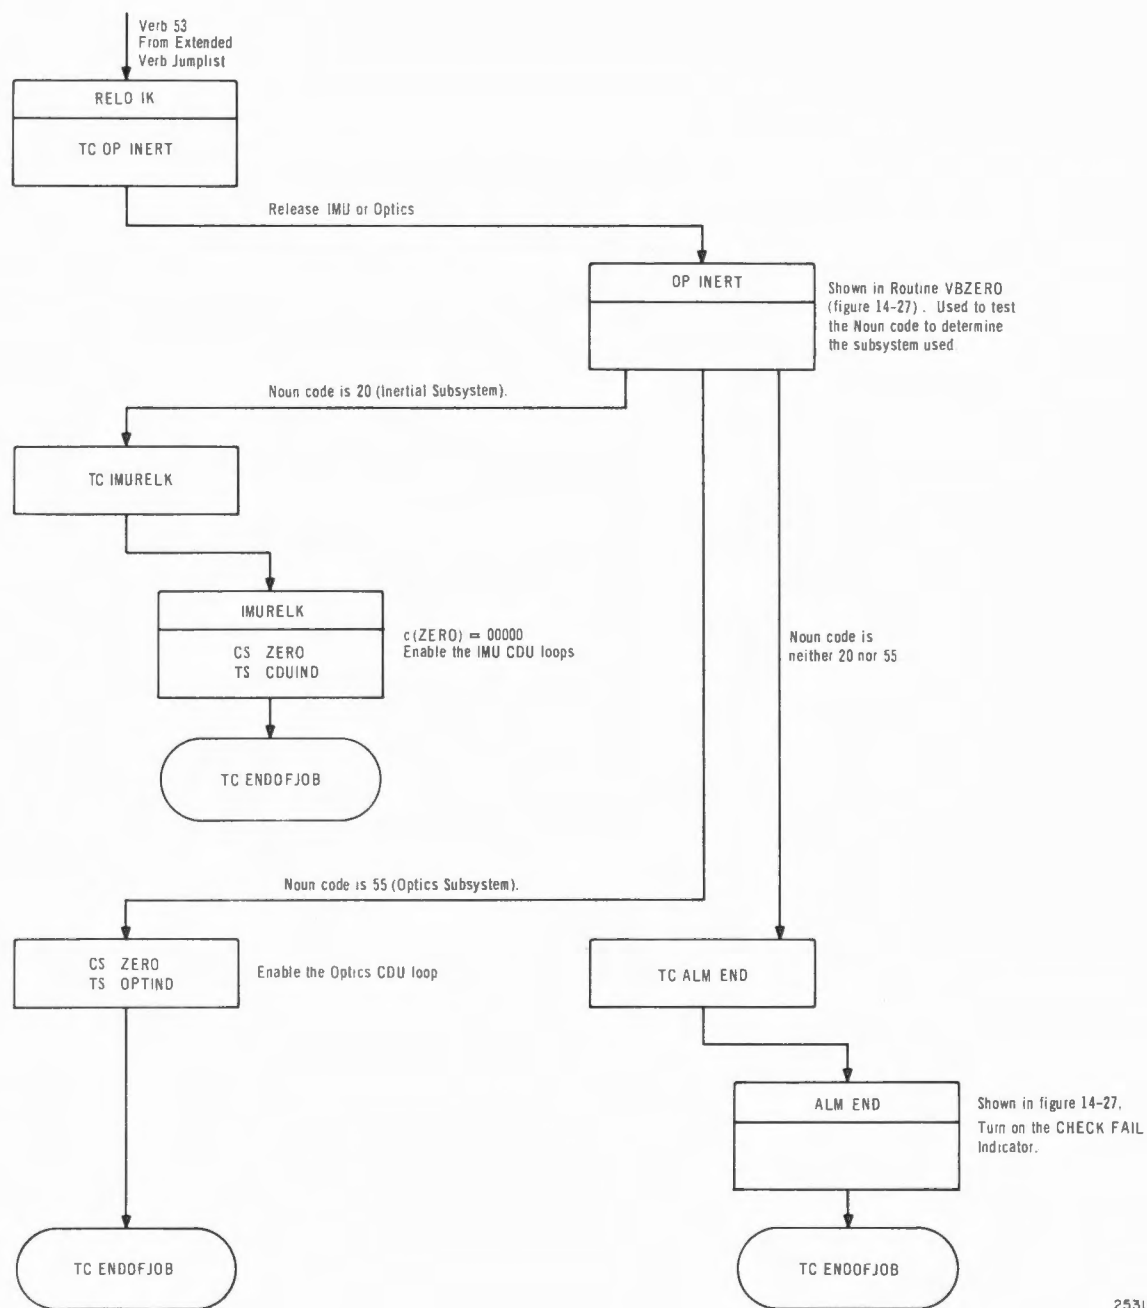 Verb 53
From Extended
Verb Jumplist
RELO IK
TC OP INERT
Release IMU or Optics
OP INERT
Shown in Routine VBZERO
(figure 14-27). Used to test
the Noun code to determine
the subsystem used
Noun code is 20 (Inertial Subsystem).
TC IMURELK
IMURELK
CS ZERO
TS CDUIND
c(ZERO) = 00000
Enable the IMU CDU loops
Noun code is
neither 20 nor 55
TC ENDOFJOB
Noun code is 55 (Optics Subsystem).
CS ZERO
TS OPTIND
Enable the Optics CDU loop
TC ALM END
ALM END
Shown in figure 14-27.
Turn on the CHECK FAIL
Indicator.
TC ENDOFJOB
TC ENDOFJOB
2531